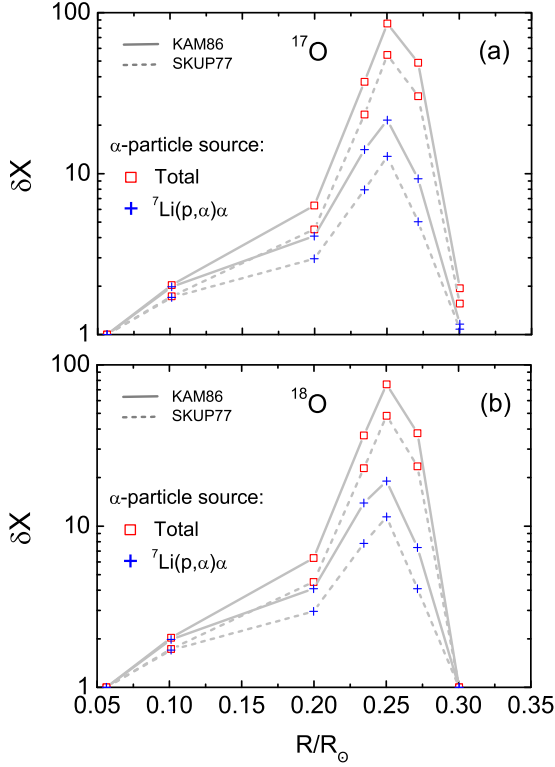 100
KAM86
SKUP77
¹⁷O
(a)
α-particle source:
Total
⁷Li(p,α)α
10
1
δX
100
KAM86
SKUP77
¹⁸O
(b)
α-particle source:
Total
⁷Li(p,α)α
10
1
δX
0.05 0.10 0.15 0.20 0.25 0.30 0.35
R/R⊙